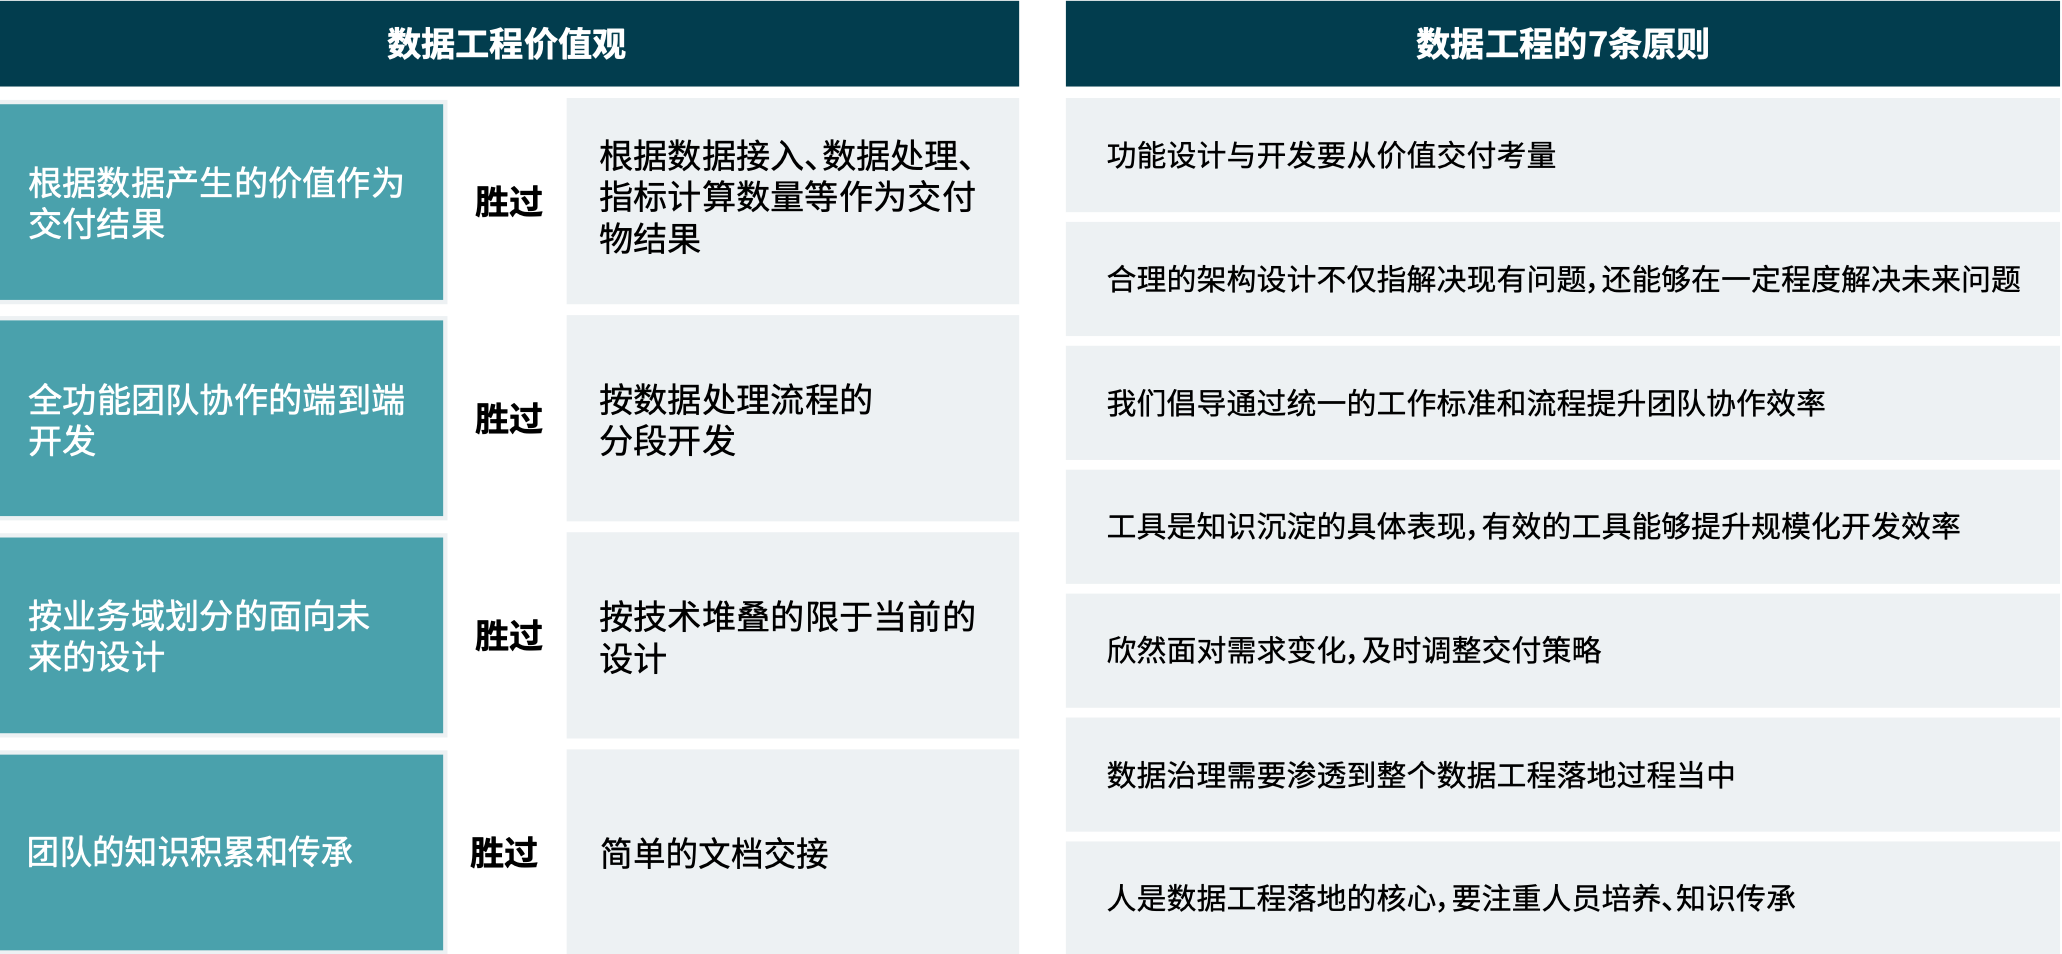 数据工程价值观
根据数据产生的价值作为
交付结果
胜过
根据数据接入、数据处理、
指标计算数量等作为交付
物结果
全功能团队协作的端到端
开发
胜过
按数据处理流程的
分段开发
按业务域划分的面向未
来的设计
胜过
按技术堆叠的限于当前的
设计
团队的知识积累和传承
胜过
简单的文档交接
数据工程的7条原则
功能设计与开发要从价值交付考量
合理的架构设计不仅指解决现有问题,还能够在一定程度解决未来问题
我们倡导通过统一的工作标准和流程提升团队协作效率
工具是知识沉淀的具体表现,有效的工具能够提升规模化开发效率
欣然面对需求变化,及时调整交付策略
数据治理需要渗透到整个数据工程落地过程当中
人是数据工程落地的核心,要注重人员培养、知识传承